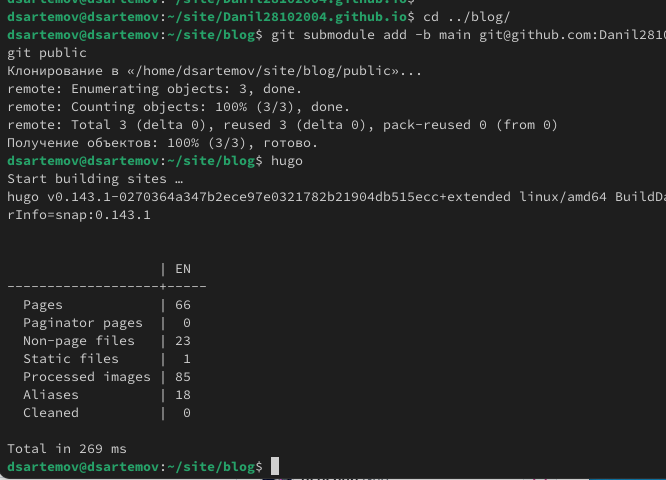 dsartemov@dsartemov:~/site/Danil28102004.github.io$
dsartemov@dsartemov:~/site/Danil28102004.github.io$ cd ../blog/
dsartemov@dsartemov:~/site/blog$ git submodule add -b main git@github.com:Danil2810
git public
Клонирование в «/home/dsartemov/site/blog/public»...
remote: Enumerating objects: 3, done.
remote: Counting objects: 100% (3/3), done.
remote: Total 3 (delta 0), reused 3 (delta 0), pack-reused 0 (from 0)
Получение объектов: 100% (3/3), готово.
dsartemov@dsartemov:~/site/blog$ hugo
Start building sites …
hugo v0.143.1-0270364a347b2ece97e0321782b21904db515ecc+extended linux/amd64 BuildDa
rInfo=snap:0.143.1
| EN
-------------------+-----
Pages | 66
Paginator pages | 0
Non-page files | 23
Static files | 1
Processed images | 85
Aliases | 18
Cleaned | 0
Total in 269 ms
dsartemov@dsartemov:~/site/blog$